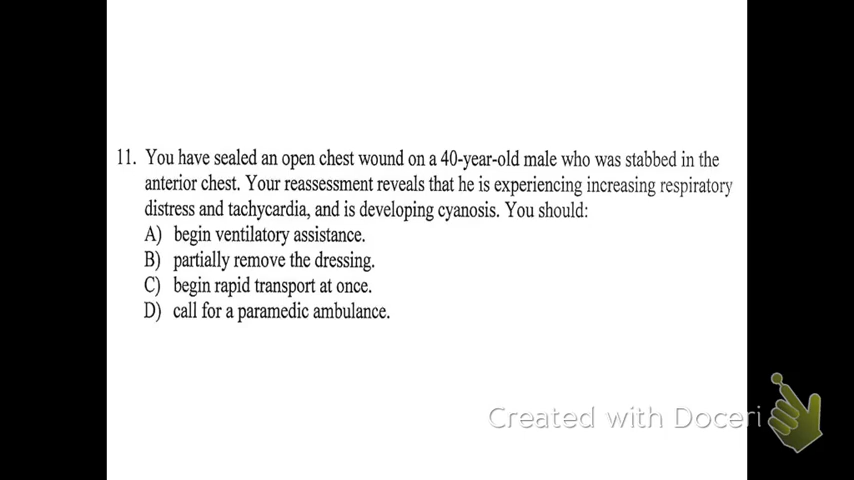 11. You have sealed an open chest wound on a 40-year-old male who was stabbed in the
anterior chest. Your reassessment reveals that he is experiencing increasing respiratory
distress and tachycardia, and is developing cyanosis. You should:
A) begin ventilatory assistance.
B) partially remove the dressing.
C) begin rapid transport at once.
D) call for a paramedic ambulance.
Created with Doceri